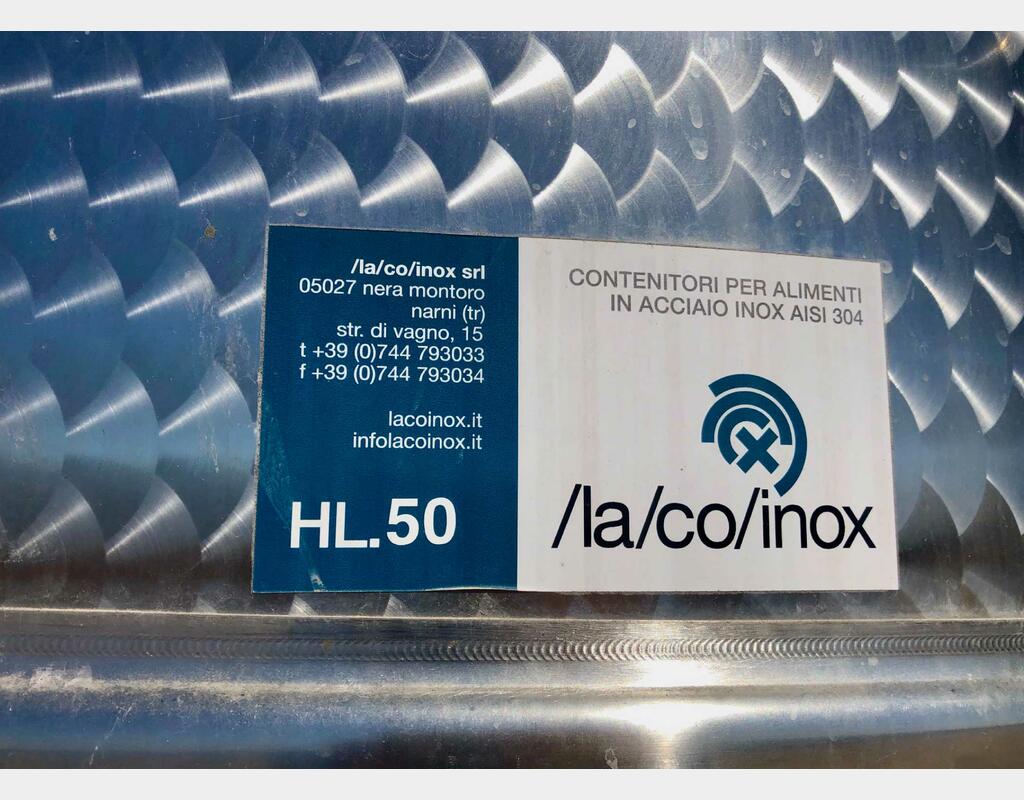 /la/co/inox srl
05027 nera montoro
narni (tr)
str. di vagno, 15
t +39 (0)744 793033
f +39 (0)744 793034
lacoinox.it
infolacoinox.it
HL.50
CONTENITORI PER ALIMENTI
IN ACCIAIO INOX AISI 304
/la/co/inox